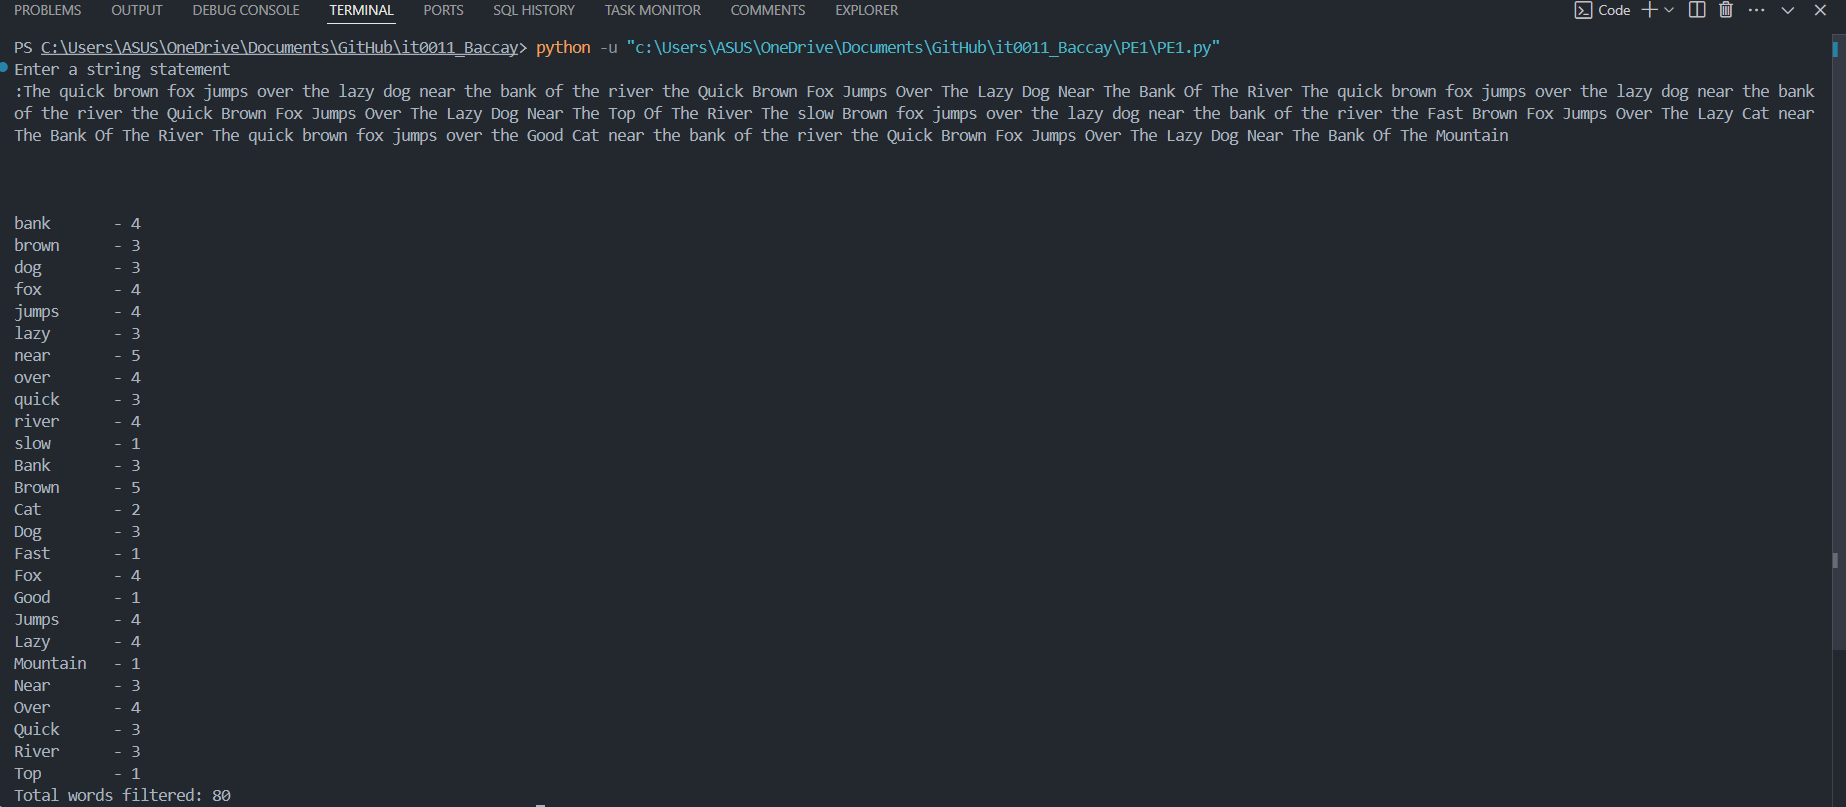 PROBLEMS OUTPUT DEBUG CONSOLE TERMINAL PORTS SQL HISTORY TASK MONITOR COMMENTS EXPLORER Code
PS C:\Users\ASUS\OneDrive\Documents\GitHub\it0011_Baccay> python -u "c:\Users\ASUS\OneDrive\Documents\GitHub\it0011_Baccay\PE1\PE1.py"
Enter a string statement
:The quick brown fox jumps over the lazy dog near the bank of the river the Quick Brown Fox Jumps Over The Lazy Dog Near The Bank Of The River The quick brown fox jumps over the lazy dog near the bank
of the river the Quick Brown Fox Jumps Over The Lazy Dog Near The Top Of The River The slow Brown fox jumps over the lazy dog near the bank of the river the Fast Brown Fox Jumps Over The Lazy Cat near
The Bank Of The River The quick brown fox jumps over the Good Cat near the bank of the river the Quick Brown Fox Jumps Over The Lazy Dog Near The Bank Of The Mountain
bank - 4
brown - 3
dog - 3
fox - 4
jumps - 4
lazy - 3
near - 5
over - 4
quick - 3
river - 4
slow - 1
Bank - 3
Brown - 5
Cat - 2
Dog - 3
Fast - 1
Fox - 4
Good - 1
Jumps - 4
Lazy - 4
Mountain - 1
Near - 3
Over - 4
Quick - 3
River - 3
Top - 1
Total words filtered: 80